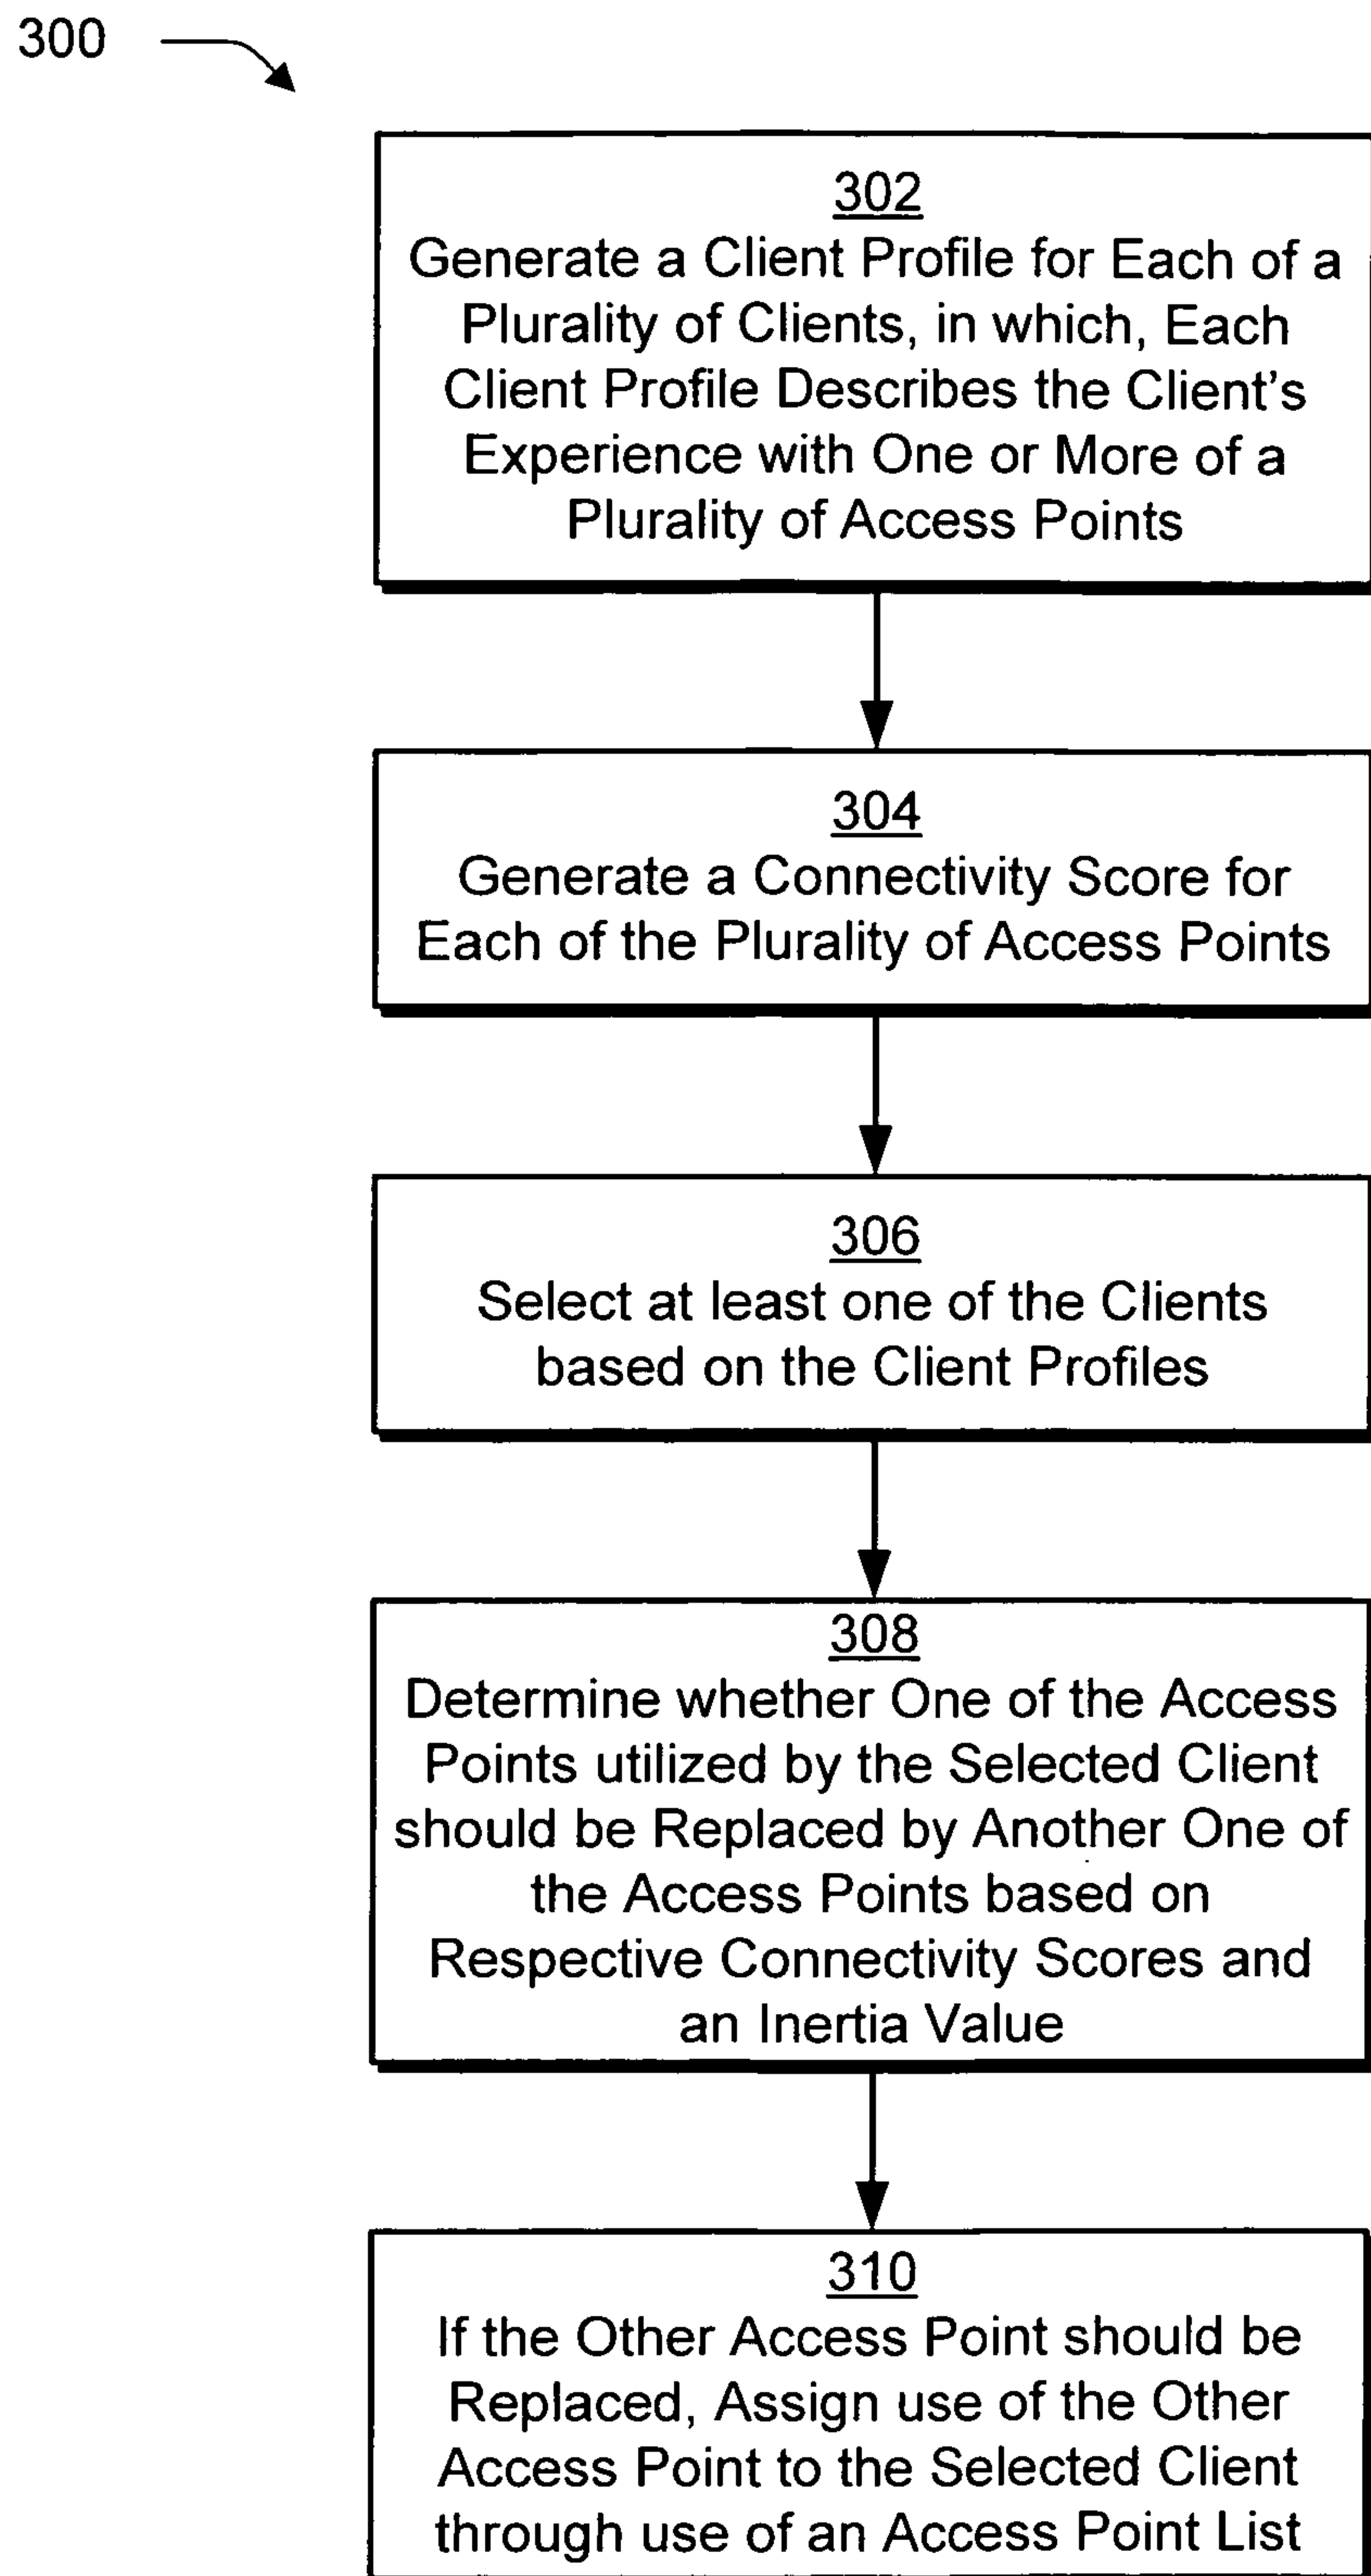 300
302
Generate a Client Profile for Each of a
Plurality of Clients, in which, Each
Client Profile Describes the Client's
Experience with One or More of a
Plurality of Access Points
304
Generate a Connectivity Score for
Each of the Plurality of Access Points
306
Select at least one of the Clients
based on the Client Profiles
308
Determine whether One of the Access
Points utilized by the Selected Client
should be Replaced by Another One of
the Access Points based on
Respective Connectivity Scores and
an Inertia Value
310
If the Other Access Point should be
Replaced, Assign use of the Other
Access Point to the Selected Client
through use of an Access Point List